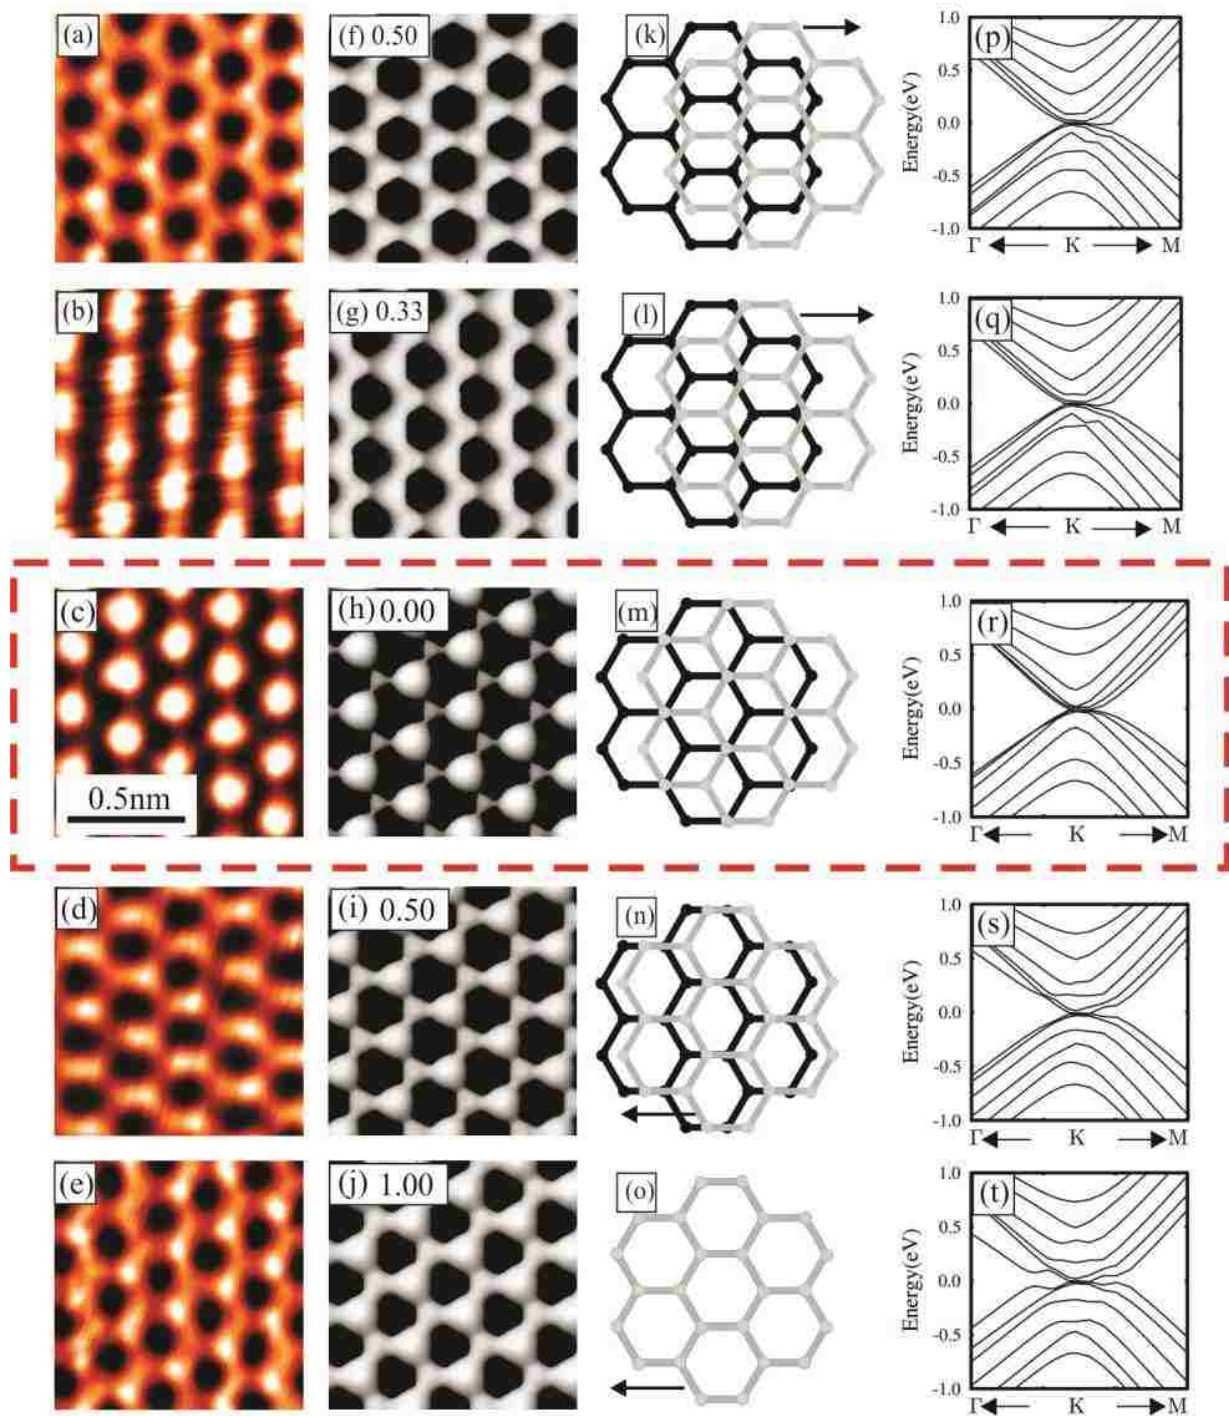 (a)
(f) 0.50
(k)
(p)
1.0
0.5
0.0
-0.5
-1.0
Energy(eV)
Γ K M
(b)
(g) 0.33
(l)
(q)
1.0
0.5
0.0
-0.5
-1.0
Energy(eV)
Γ K M
(c)
0.5nm
(h) 0.00
(m)
(r)
1.0
0.5
0.0
-0.5
-1.0
Energy(eV)
Γ K M
(d)
(i) 0.50
(n)
(s)
1.0
0.5
0.0
-0.5
-1.0
Energy(eV)
Γ K M
(e)
(j) 1.00
(o)
(t)
1.0
0.5
0.0
-0.5
-1.0
Energy(eV)
Γ K M